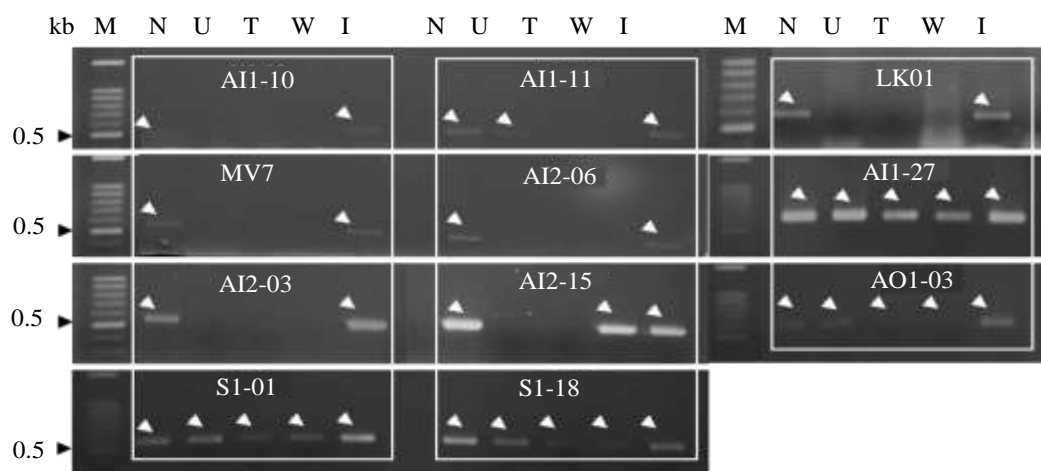 kb M N U T W I N U T W I M N U T W I
AI1-10 AI1-11 LK01
0.5
MV7 AI2-06 AI1-27
0.5
AI2-03 AI2-15 AO1-03
0.5
S1-01 S1-18
0.5